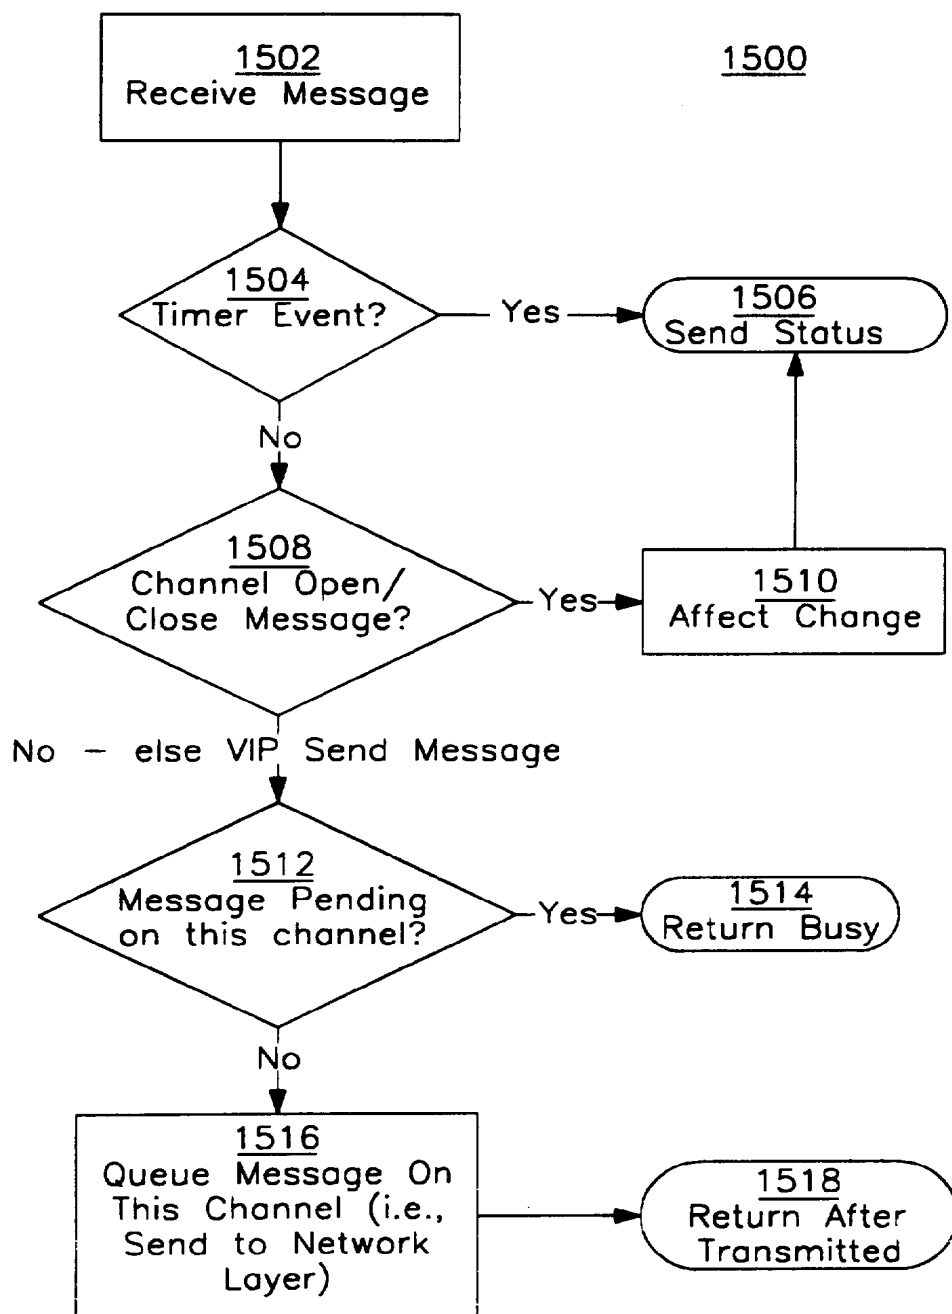 1500
1502
Receive Message
1504
Timer Event?
Yes
1506
Send Status
No
1508
Channel Open/
Close Message?
Yes
1510
Affect Change
No – else VIP Send Message
1512
Message Pending
on this channel?
Yes
1514
Return Busy
No
1516
Queue Message On
This Channel (i.e.,
Send to Network
Layer)
1518
Return After
Transmitted